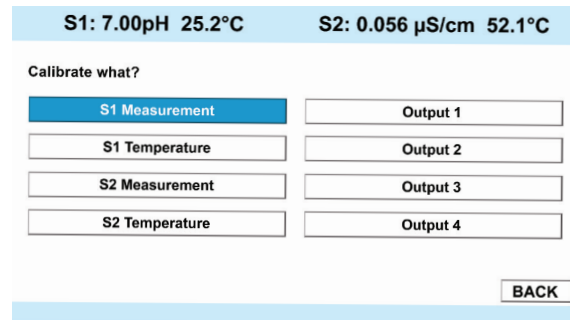 S1: 7.00pH 25.2°C S2: 0.056 µS/cm 52.1°C
Calibrate what?
S1 Measurement
Output 1
S1 Temperature
Output 2
S2 Measurement
Output 3
S2 Temperature
Output 4
BACK